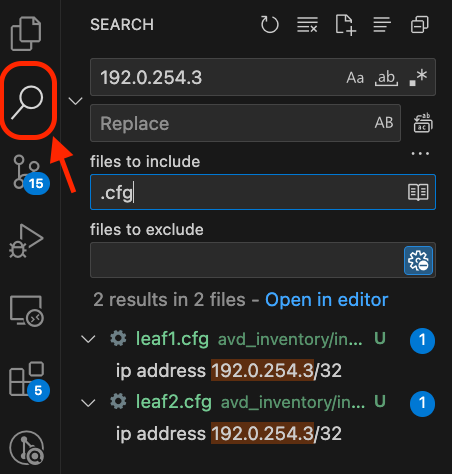 SEARCH
192.0.254.3
Aa ab .*
Replace
AB
files to include
...
.cfg
files to exclude
15
2 results in 2 files - Open in editor
leaf1.cfg avd_inventory/in... U 1
ip address 192.0.254.3/32
5
leaf2.cfg avd_inventory/in... U 1
ip address 192.0.254.3/32